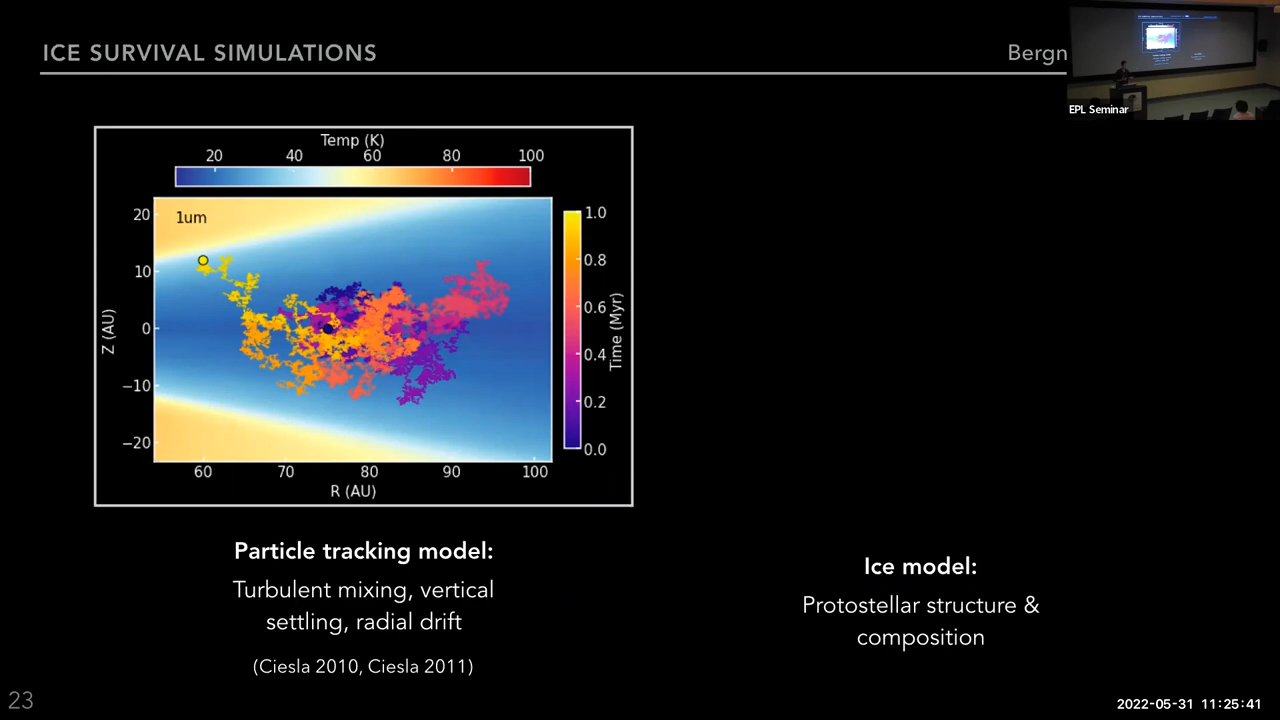 ICE SURVIVAL SIMULATIONS
Bergn
EPL Seminar
Temp (K)
20 40 60 80 100
1um
20
10
0
−10
−20
Z (AU)
60 70 80 90 100
R (AU)
1.0
0.8
0.6
0.4
0.2
0.0
Time (Myr)
Particle tracking model:
Turbulent mixing, vertical
settling, radial drift
(Ciesla 2010, Ciesla 2011)
Ice model:
Protostellar structure &
composition
23
2022-05-31 11:25:41